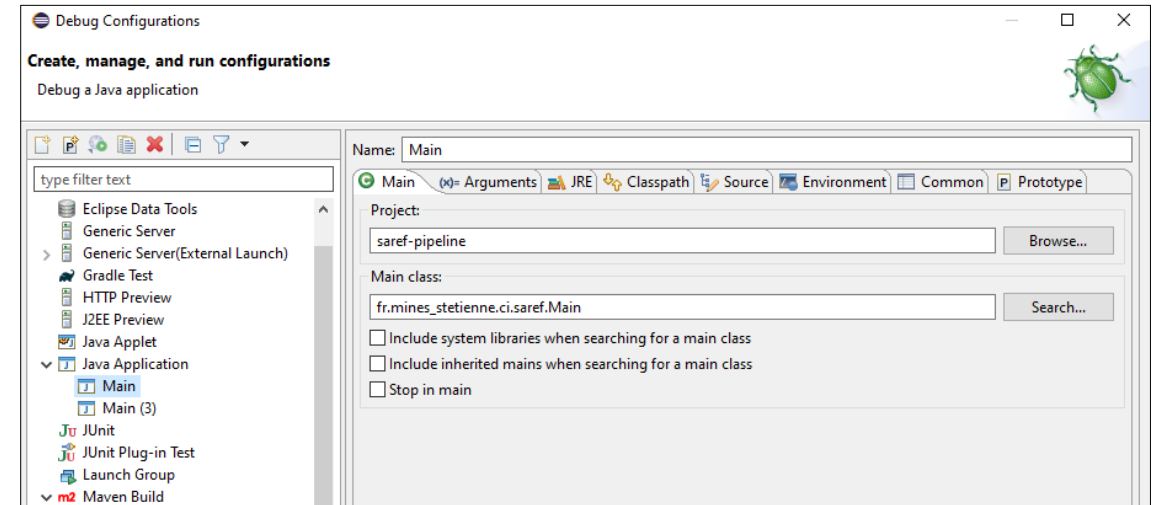 Debug Configurations
Create, manage, and run configurations
Debug a Java application
type filter text
Eclipse Data Tools
Generic Server
Generic Server(External Launch)
Gradle Test
HTTP Preview
J2EE Preview
Java Applet
Java Application
Main
Main (3)
JUnit
JUnit Plug-in Test
Launch Group
m2 Maven Build
Name: Main
Main (x)= Arguments JRE Classpath Source Environment Common P Prototype
Project:
saref-pipeline Browse...
Main class:
fr.mines_stetienne.ci.saref.Main Search...
Include system libraries when searching for a main class
Include inherited mains when searching for a main class
Stop in main